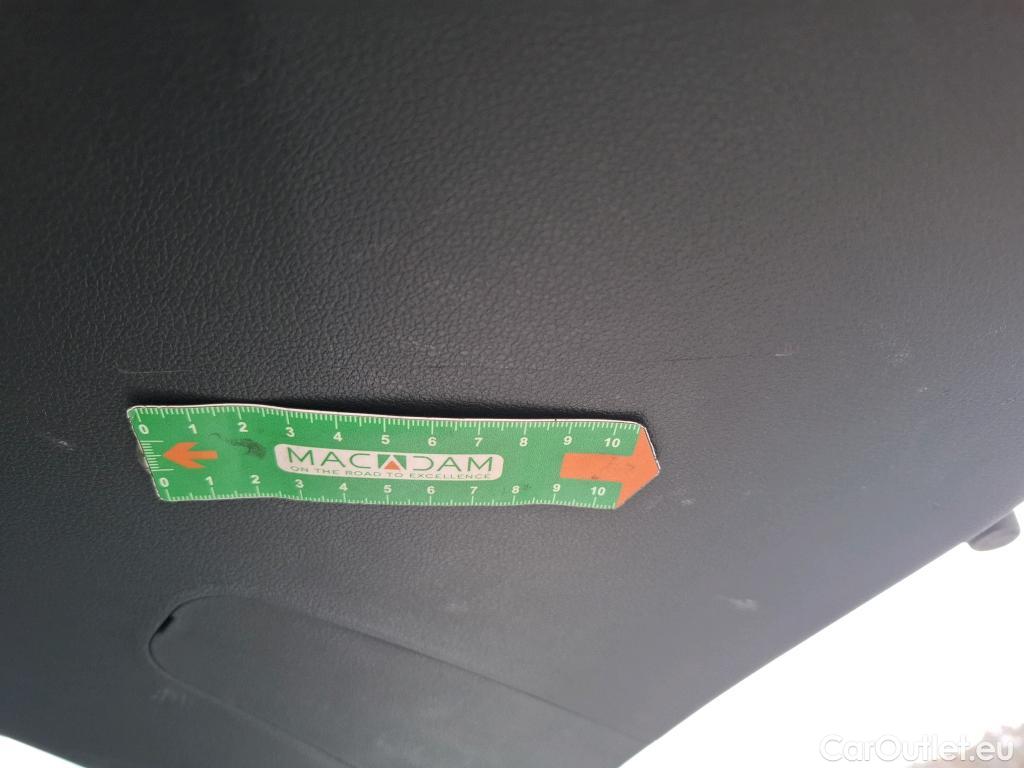 0 1 2 3 4 5 6 7 8 9 10
MACADAM
ON THE ROAD TO EXCELLENCE
0 1 2 3 4 5 6 7 8 9 10
CarOutlet.eu